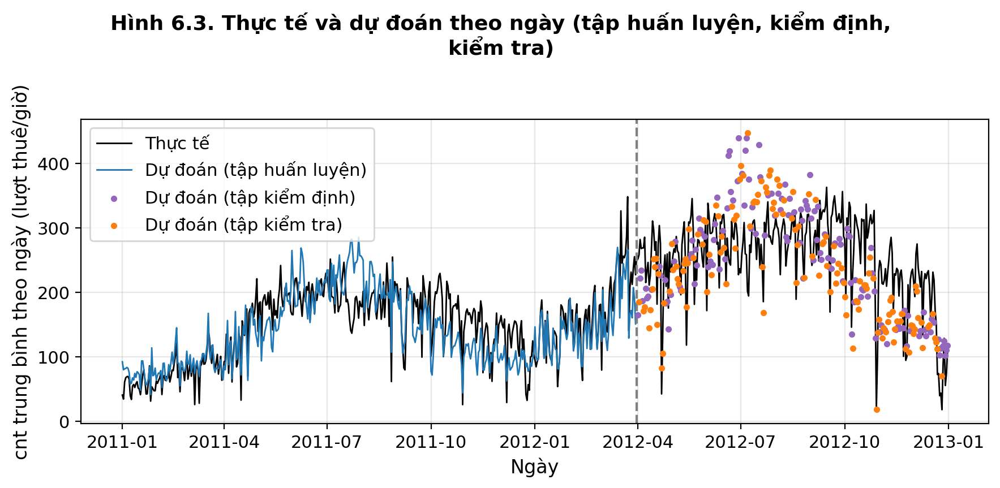 Hình 6.3. Thực tế và dự đoán theo ngày (tập huấn luyện, kiểm định,
kiểm tra)
cnt trung bình theo ngày (lượt thuê/giờ)
400
300
200
100
0
Thực tế
Dự đoán (tập huấn luyện)
Dự đoán (tập kiểm định)
Dự đoán (tập kiểm tra)
2011-01 2011-04 2011-07 2011-10 2012-01 2012-04 2012-07 2012-10 2013-01
Ngày